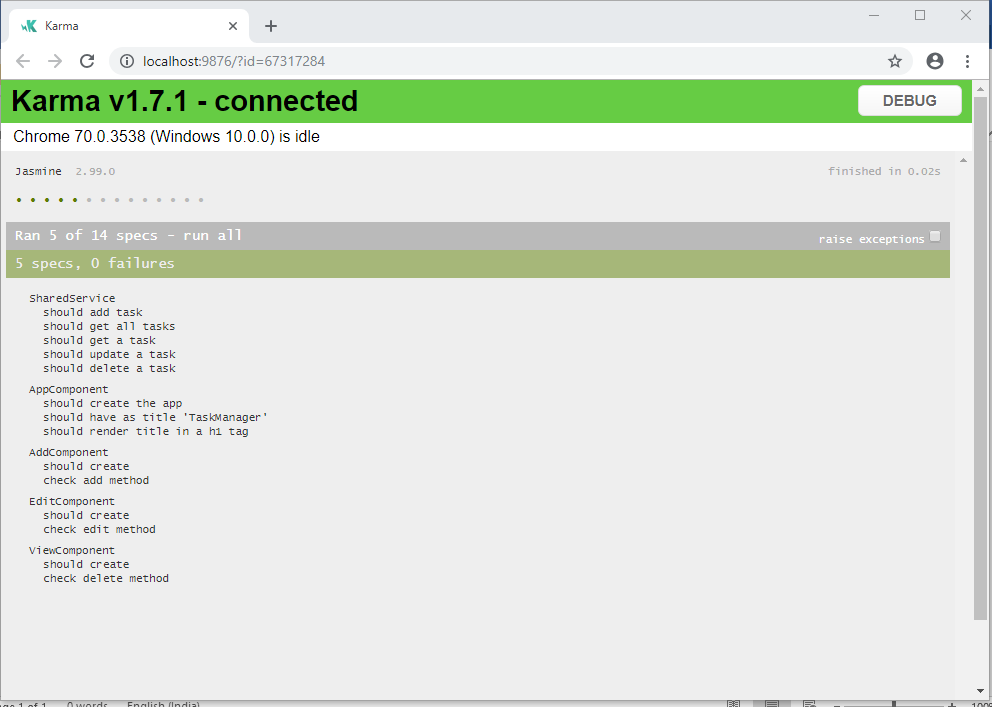 Karma
localhost:9876/?id=67317284
Karma v1.7.1 - connected
DEBUG
Chrome 70.0.3538 (Windows 10.0.0) is idle
Jasmine 2.99.0
finished in 0.02s
Ran 5 of 14 specs - run all
raise exceptions
5 specs, 0 failures
SharedService
should add task
should get all tasks
should get a task
should update a task
should delete a task
AppComponent
should create the app
should have as title 'TaskManager'
should render title in a h1 tag
AddComponent
should create
check add method
EditComponent
should create
check edit method
ViewComponent
should create
check delete method
0 words
English (India)